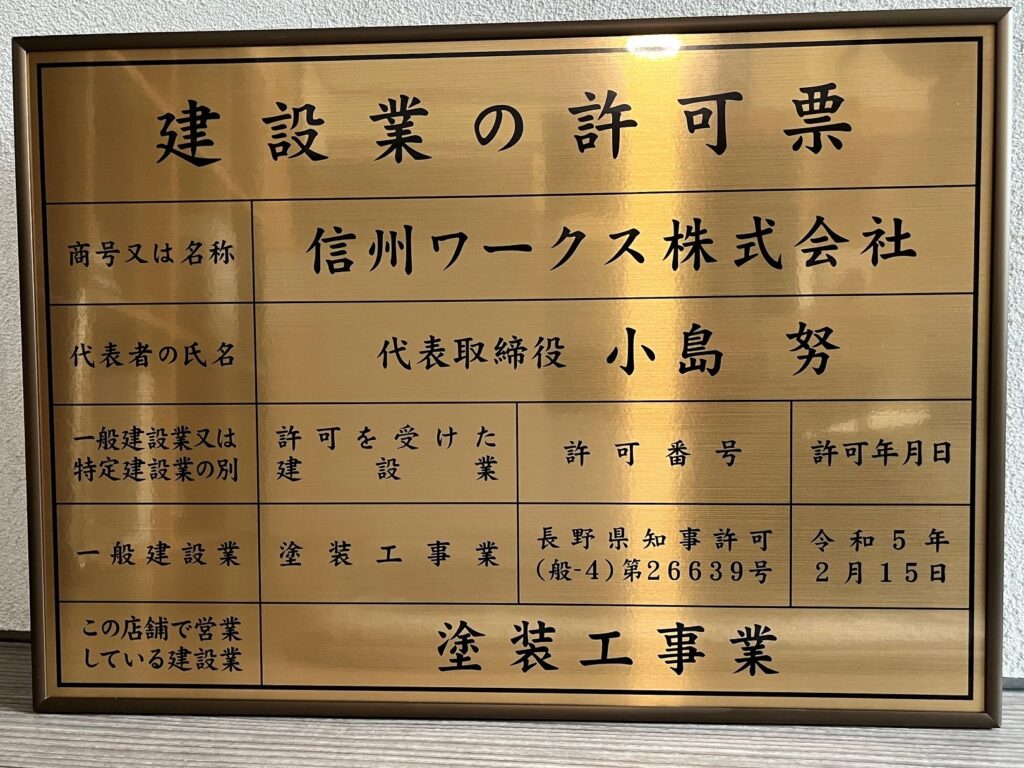 建設業の許可票
商号又は名称
信州ワークス株式会社
代表者の氏名
代表取締役 小島 努
一般建設業又は
特定建設業の別
許可を受けた
建設業
許可番号
許可年月日
一般建設業
塗装工事業
長野県知事許可
(般-4)第26639号
令和5年
2月15日
この店舗で営業
している建設業
塗装工事業